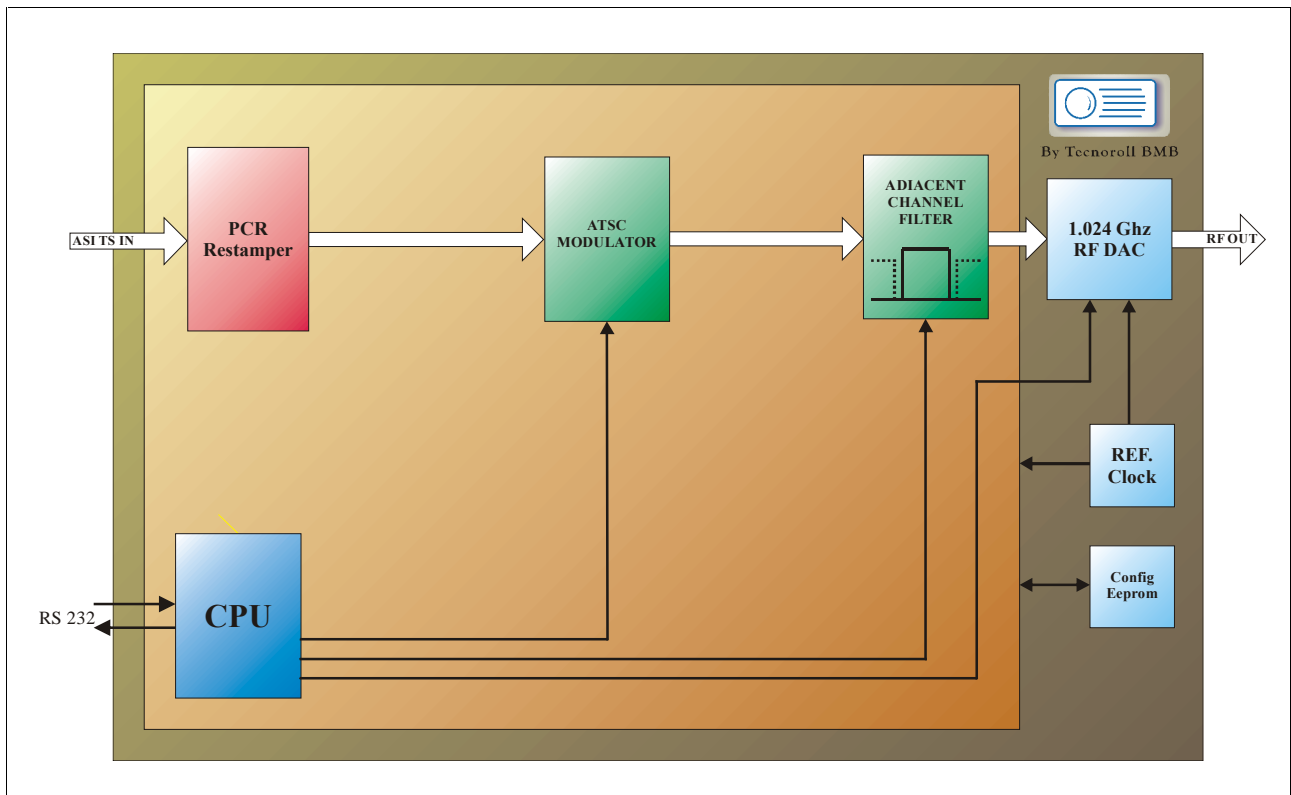 By Tecnoroll BMB
ASI TS IN
PCR
Restamper
ATSC
MODULATOR
ADIACENT
CHANNEL
FILTER
1.024 Ghz
RF DAC
RF OUT
REF.
Clock
Config
Eeprom
RS 232
CPU